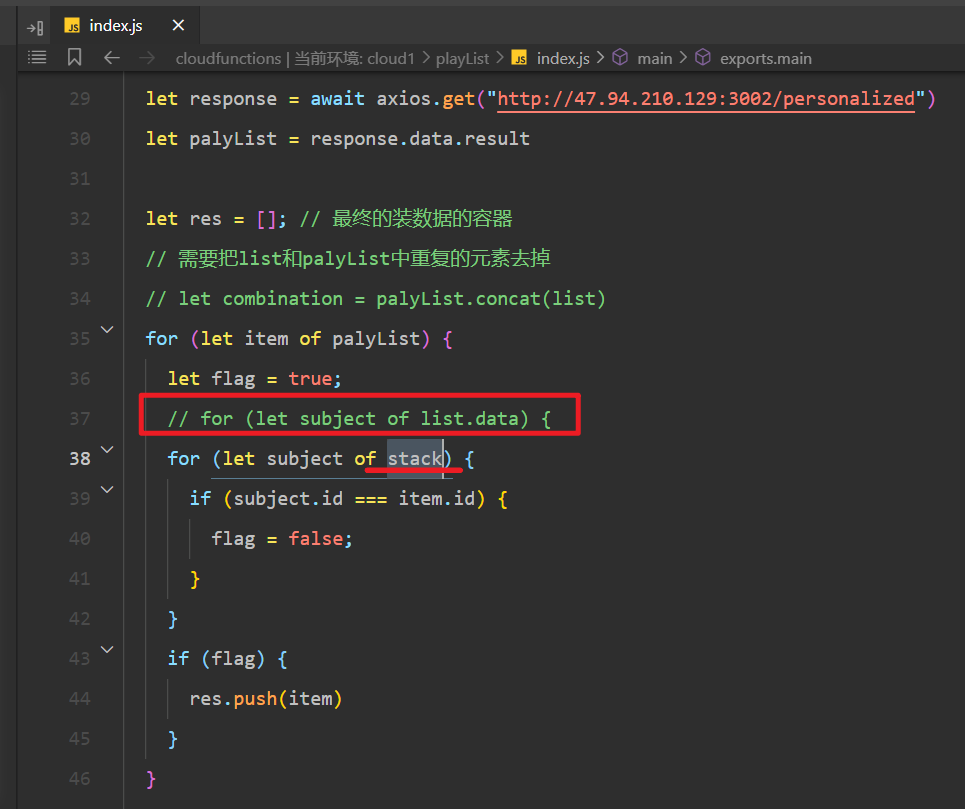 JS index.js ×
cloudfunctions | 当前环境: cloud1 > playList > JS index.js > main > exports.main
29 let response = await axios.get("http://47.94.210.129:3002/personalized")
30 let palyList = response.data.result
31
32 let res = []; // 最终的装数据的容器
33 // 需要把list和palyList中重复的元素去掉
34 // let combination = palyList.concat(list)
35 for (let item of palyList) {
36 let flag = true;
37 // for (let subject of list.data) {
38 for (let subject of stack) {
39 if (subject.id === item.id) {
40 flag = false;
41 }
42 }
43 if (flag) {
44 res.push(item)
45 }
46 }